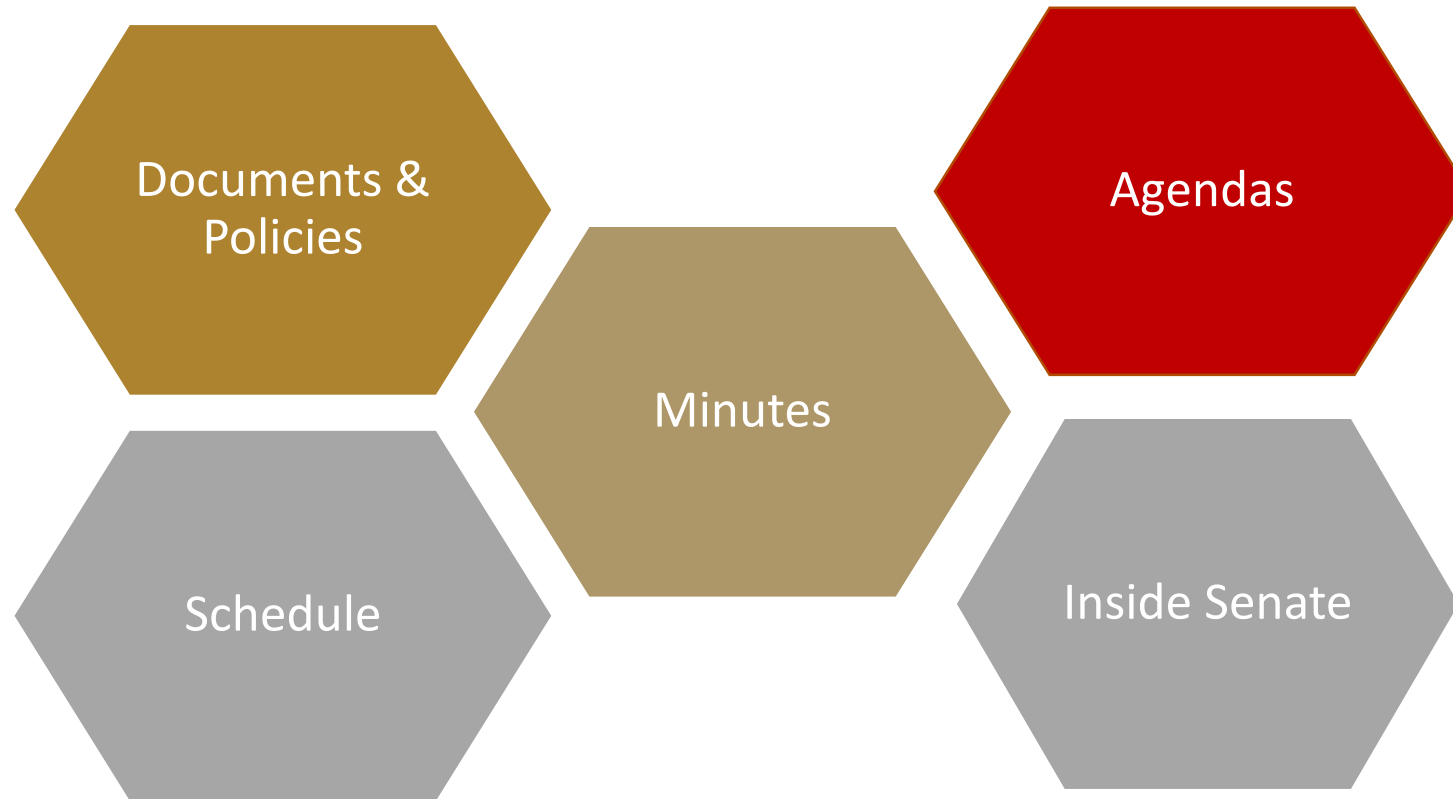 Documents &
Policies
Agendas
Minutes
Schedule
Inside Senate